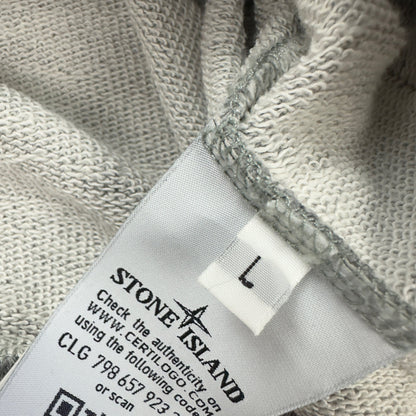 L
STONE
ISLAND
Check the authenticity on
WWW.CERTILOGO.COM
using the following code
CLG 798 657 923
or scan